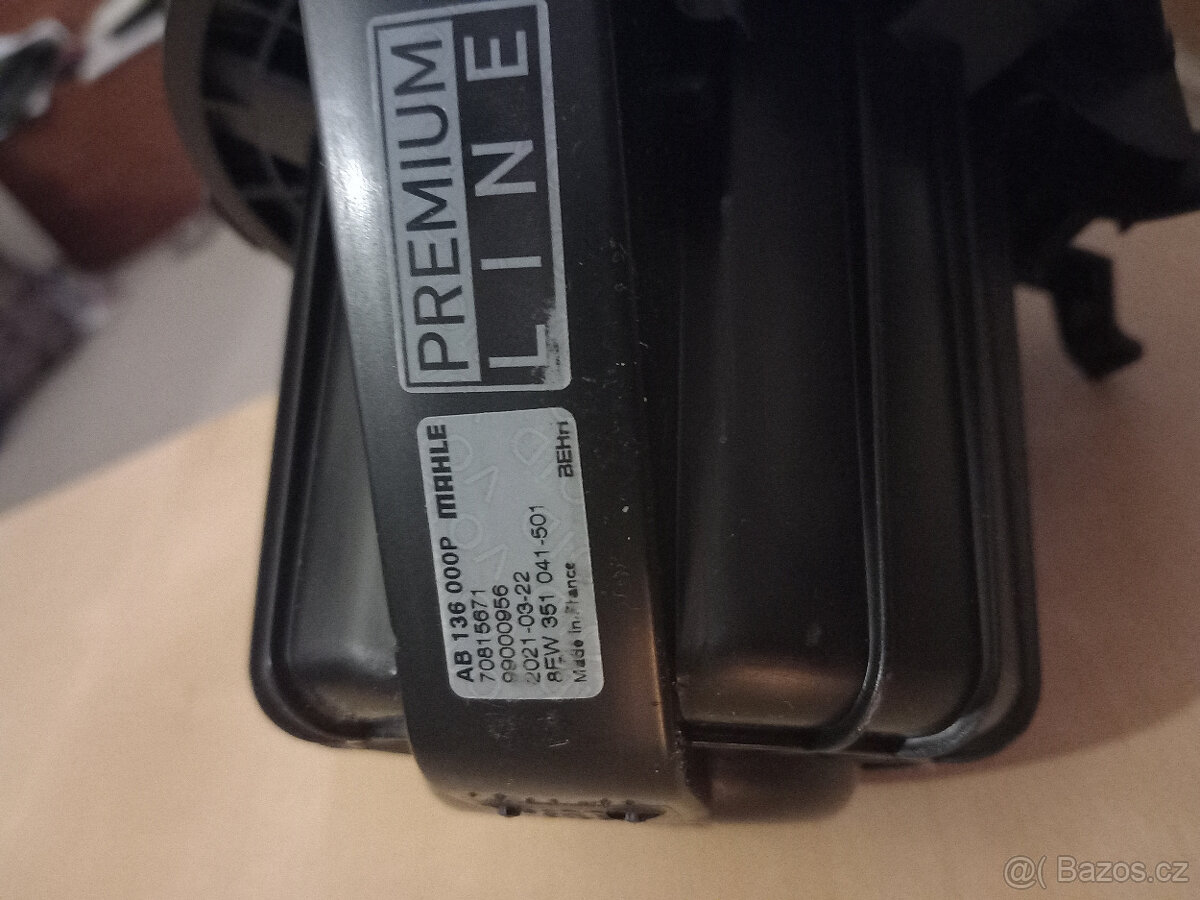 PREMIUM
LINE
AB 136 000P MAHLE
70815671
99000956
2021-03-22
8EW 351 041-501
Made in France BEHR
@( Bazos.cz